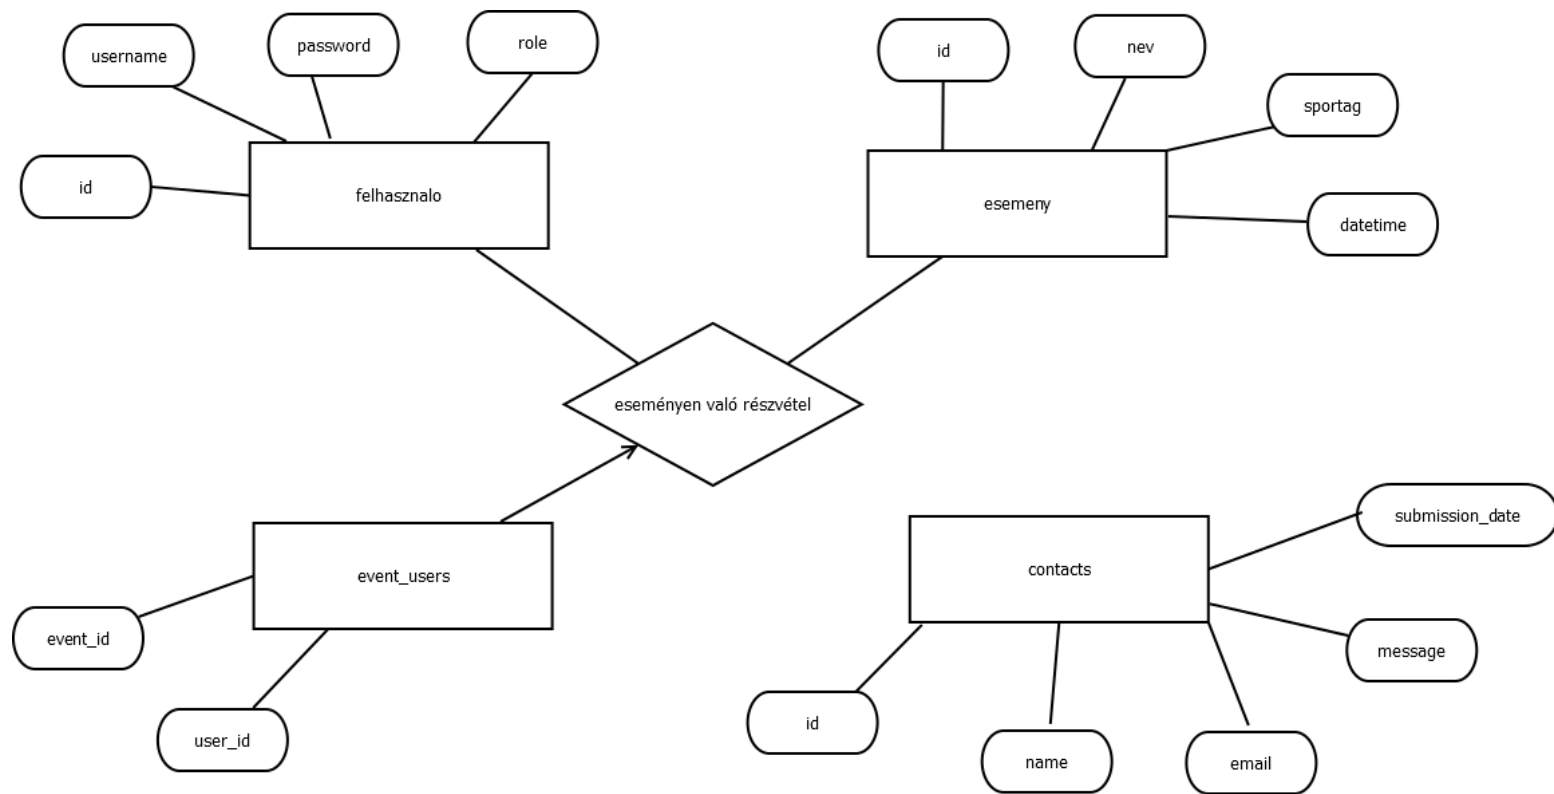 username
password
role
id
felhasznalo
id
nev
sportag
esemeny
datetime
eseményen való részvétel
event_users
event_id
user_id
contacts
submission_date
message
id
name
email